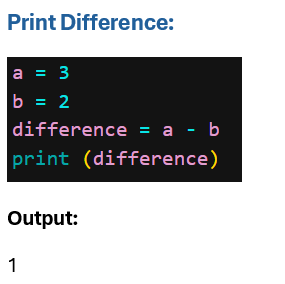 Print Difference:
a = 3
b = 2
difference = a - b
print (difference)
Output:
1